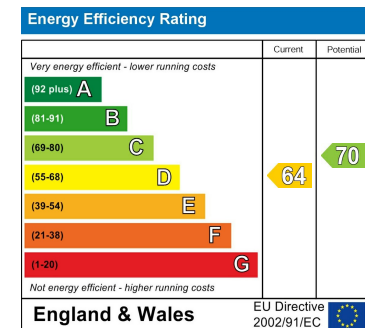 Energy Efficiency Rating
Current Potential
Very energy efficient - lower running costs
(92 plus) A
(81-91) B
(69-80) C
70
(55-68) D
64
(39-54) E
(21-38) F
(1-20) G
Not energy efficient - higher running costs
England & Wales
EU Directive
2002/91/EC